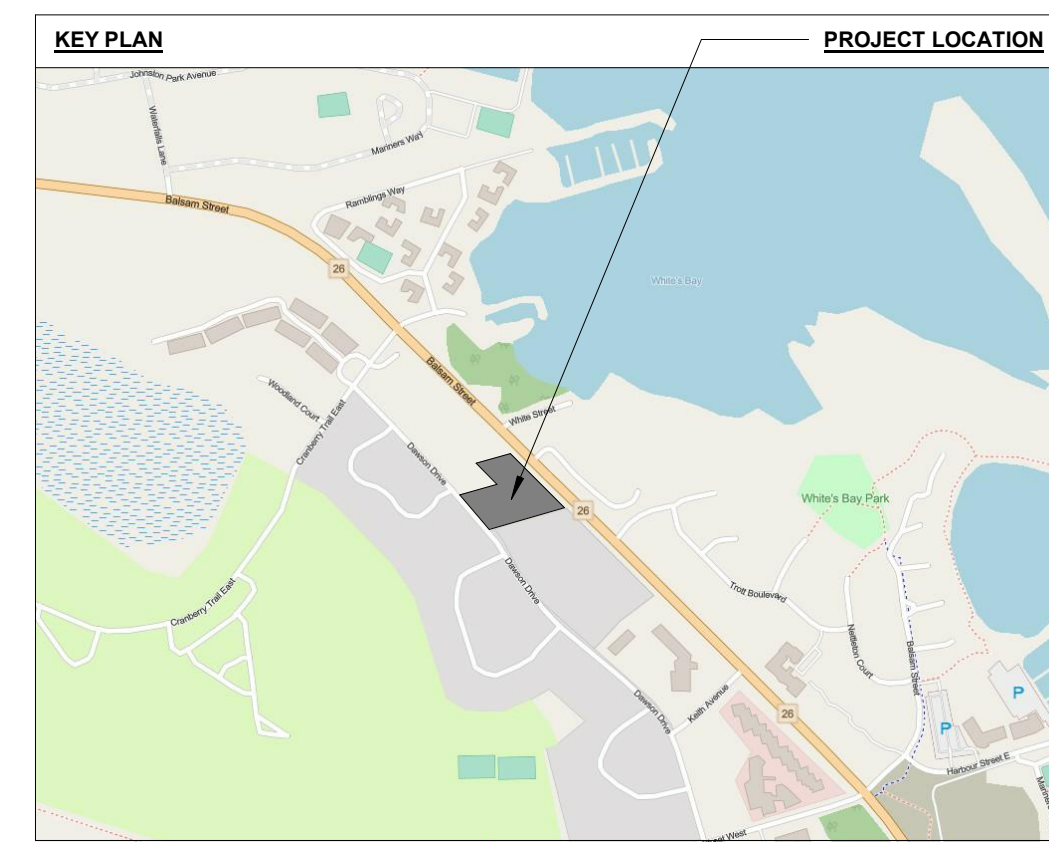 KEY PLAN
PROJECT LOCATION
Johnston Park Avenue
Waterfalls Lane
Mariners Way
Ramblings Way
Balsam Street
26
White's Bay
Balsam Street
Woodland Court
White Street
Cranberry Trail East
Dawson Drive
White's Bay Park
26
Dawson Drive
Trott Boulevard
Cranberry Trail East
Nettleton Court
Balsam Street
Dawson Drive
Keith Avenue
P
26
P
Harbour Street E
West